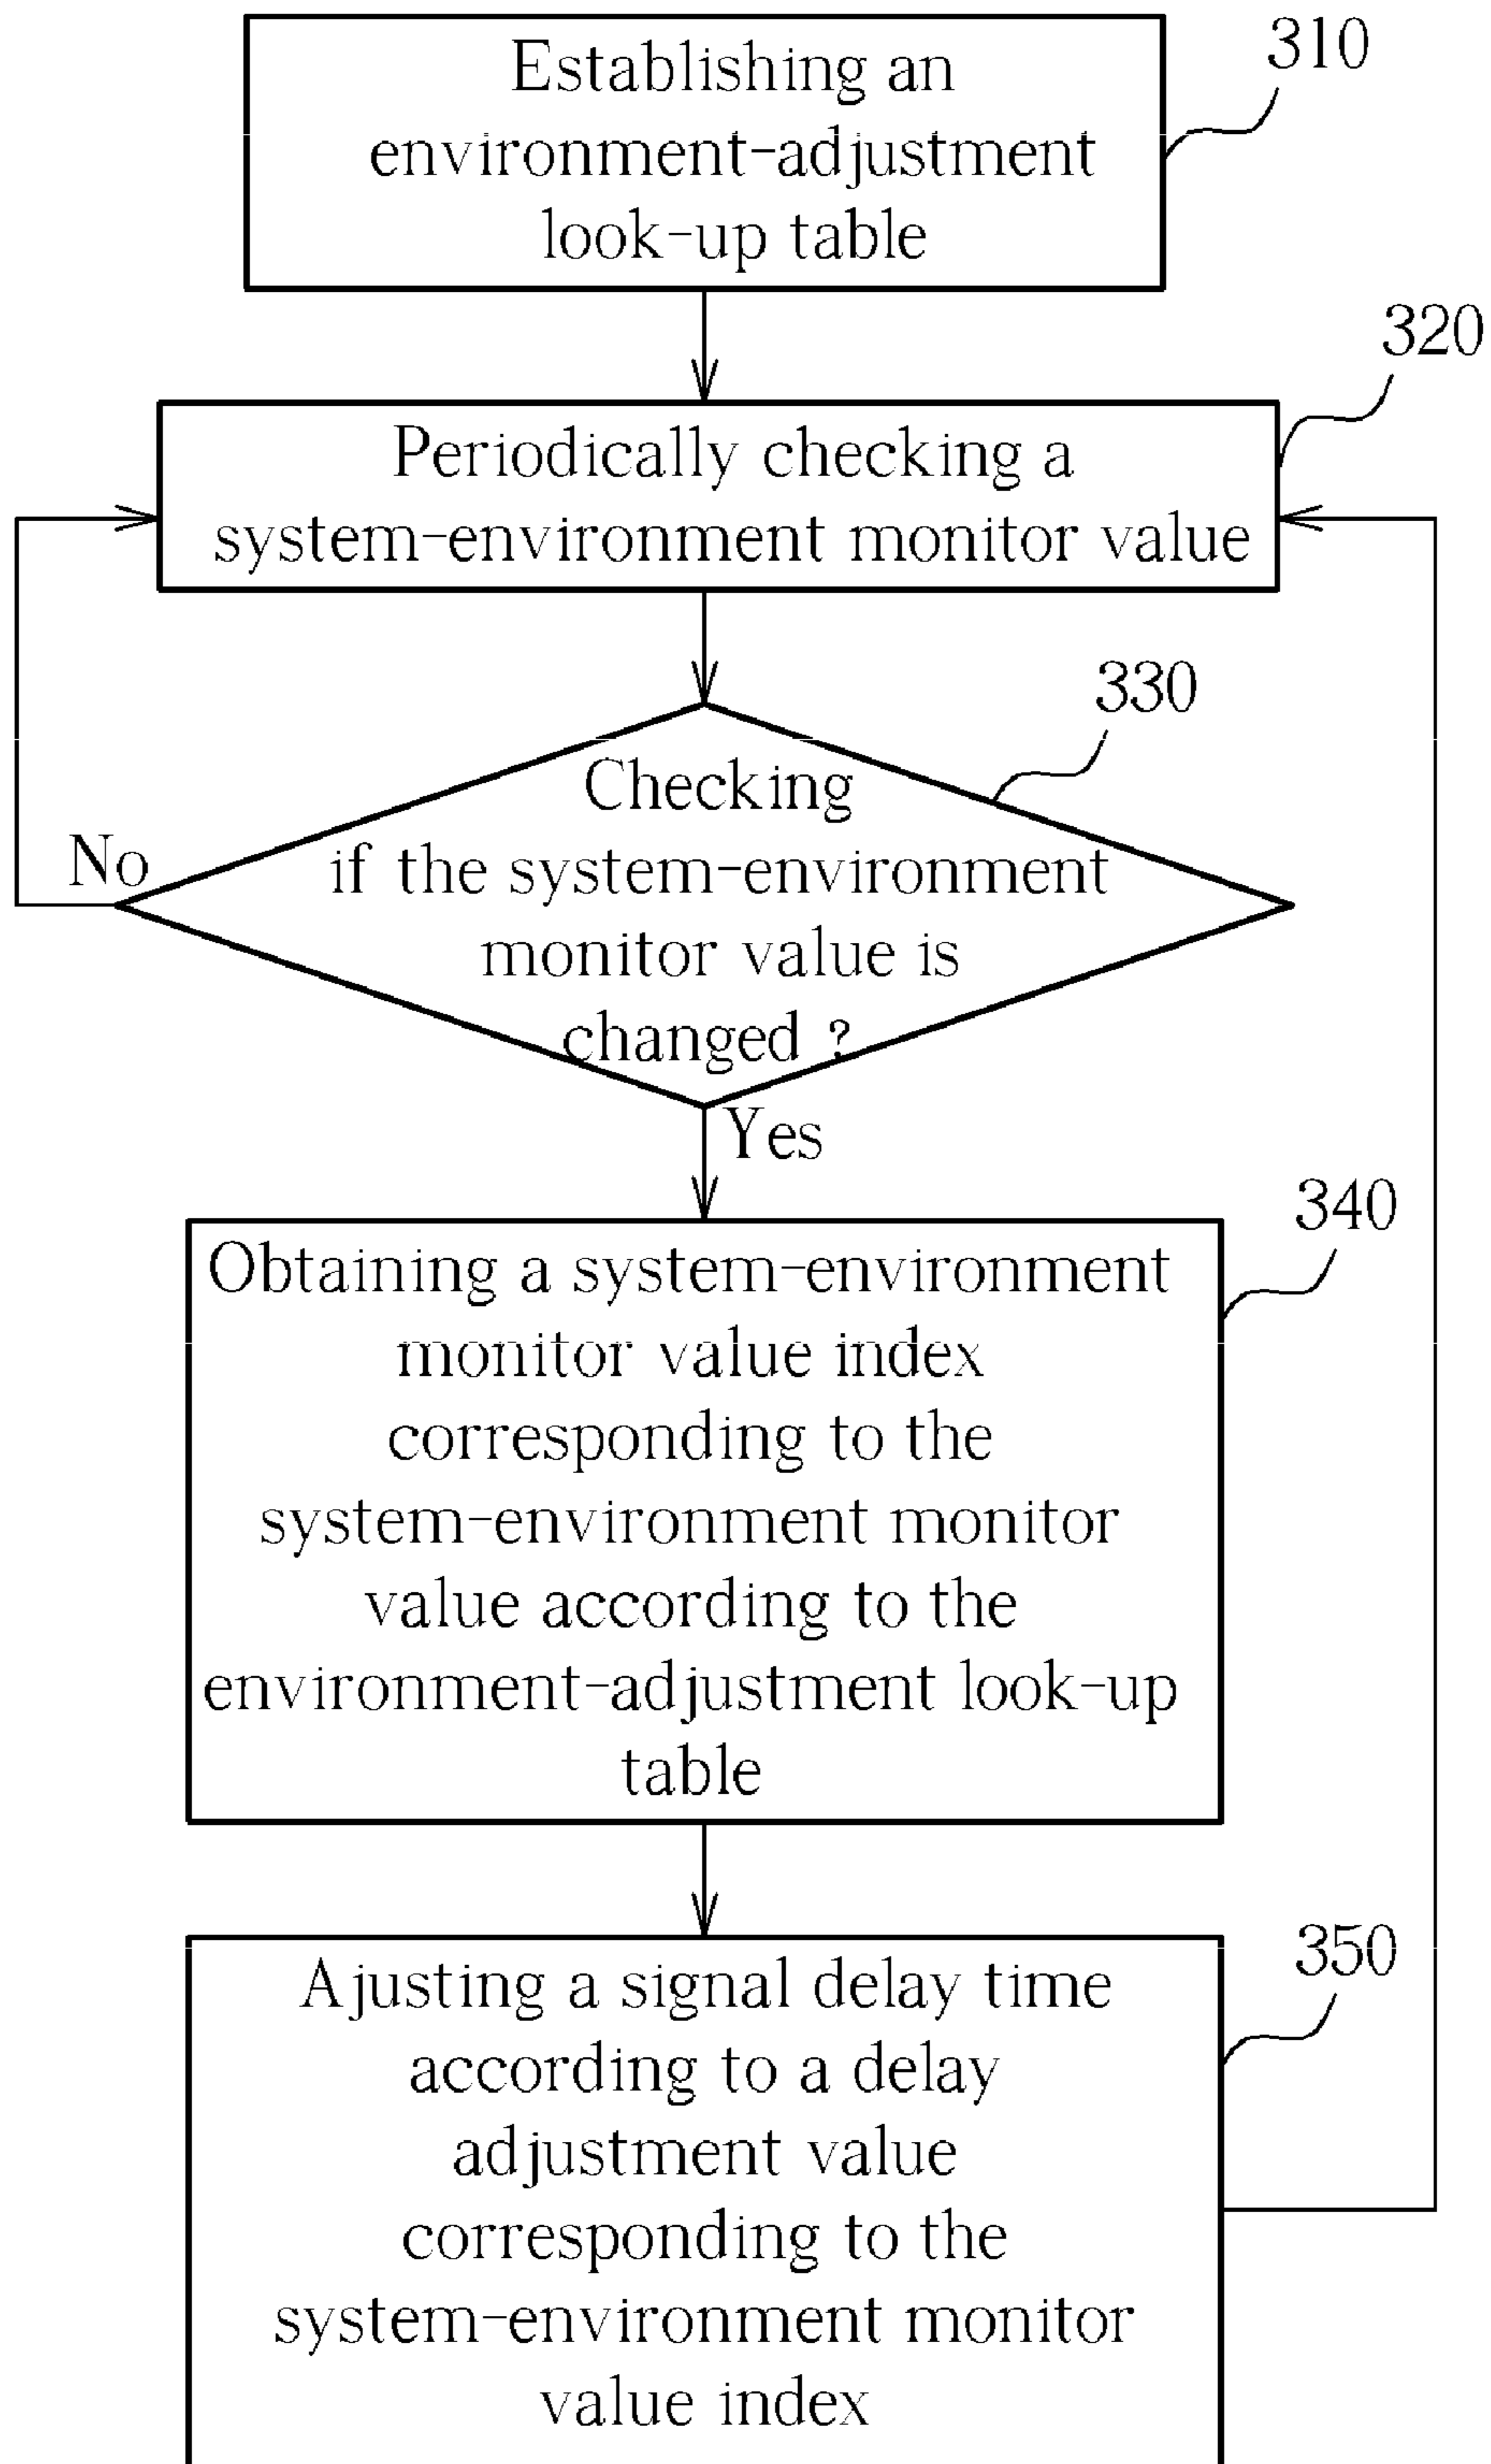 310
Establishing an
environment-adjustment
look-up table
320
Periodically checking a
system-environment monitor value
330
Checking
if the system-environment
monitor value is
changed ?
No
Yes
340
Obtaining a system-environment
monitor value index
corresponding to the
system-environment monitor
value according to the
environment-adjustment look-up
table
350
Ajusting a signal delay time
according to a delay
adjustment value
corresponding to the
system-environment monitor
value index